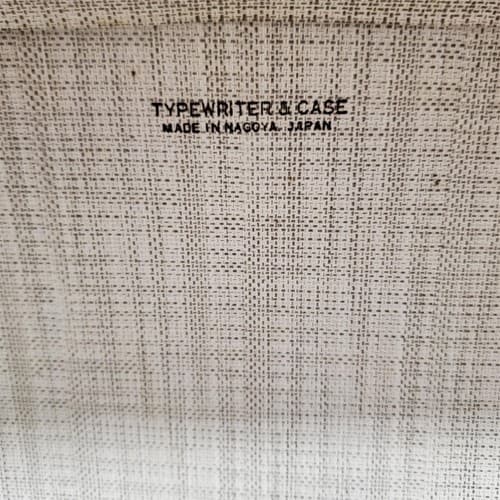 TYPEWRITER & CASE
MADE IN NAGOYA, JAPAN